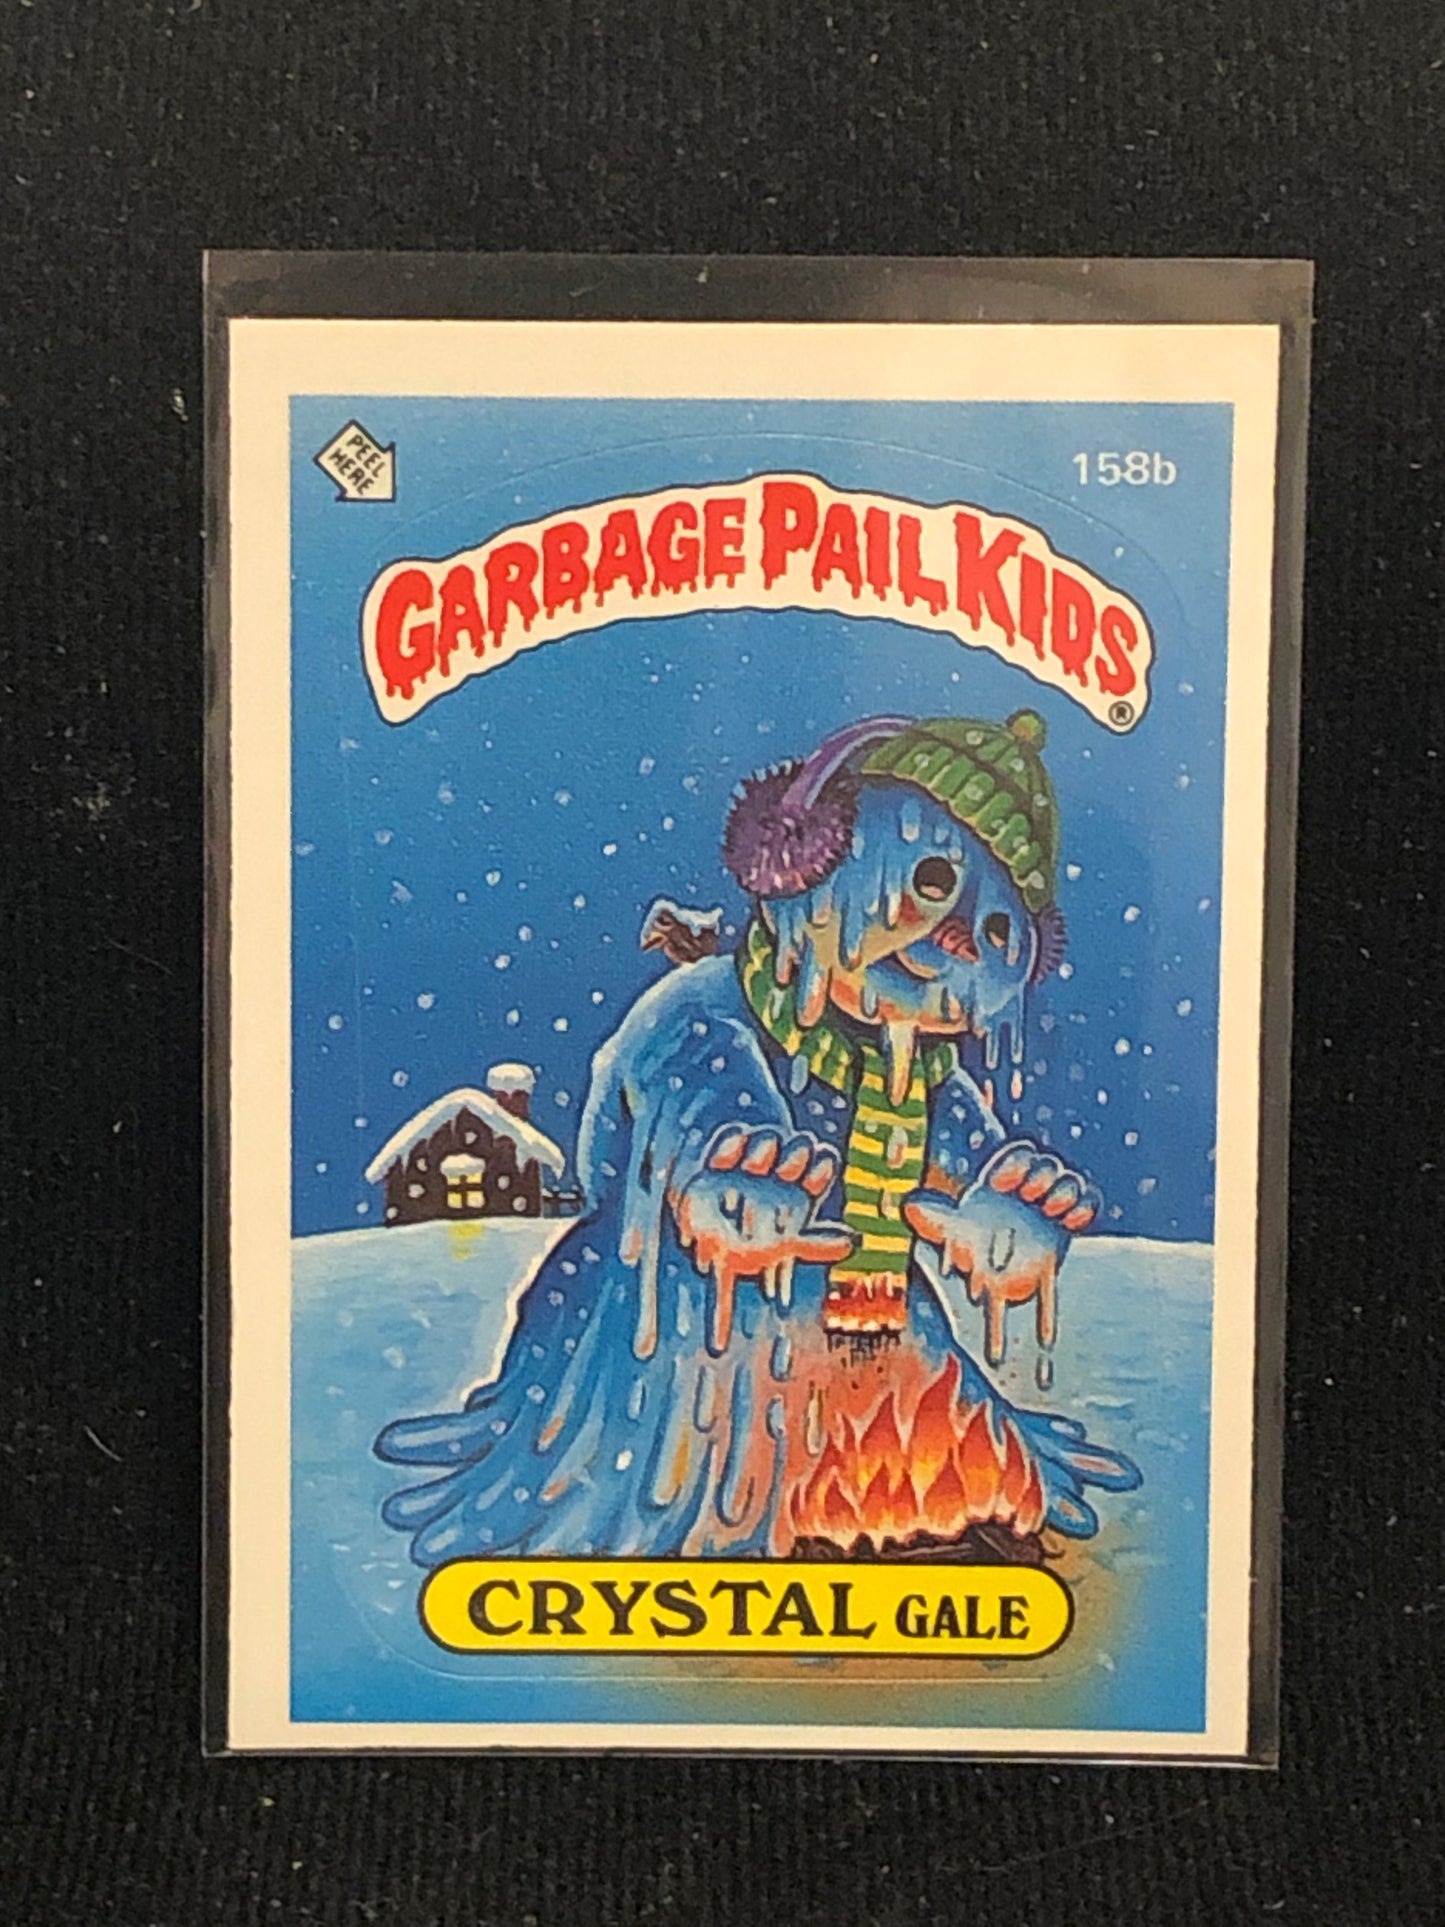 PEEL
HERE
158b
GARBAGE PAIL KIDS
®
CRYSTAL GALE